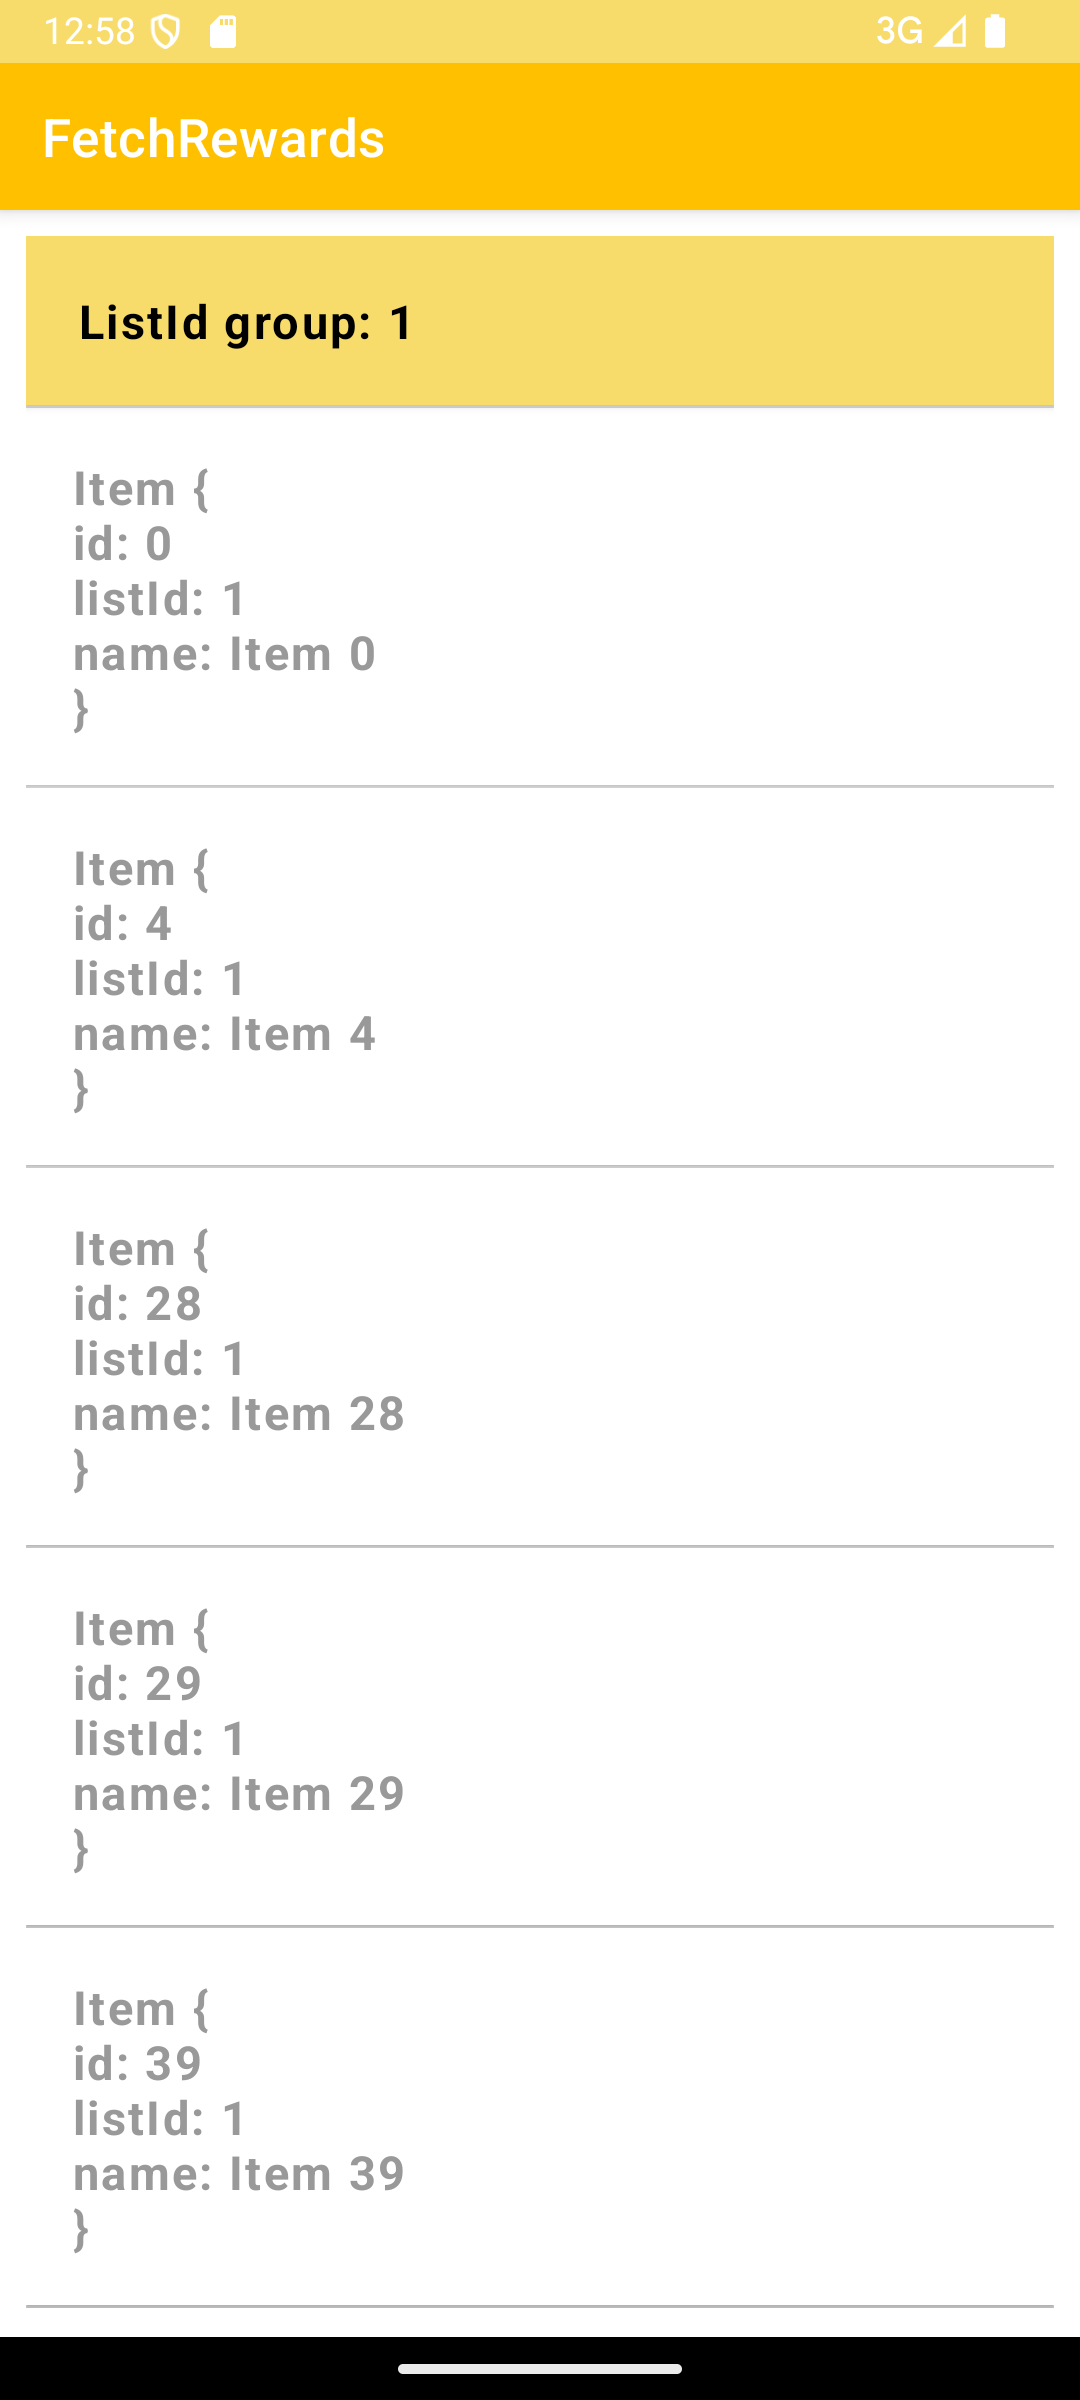 12:58 3G
FetchRewards
ListId group: 1
Item {
id: 0
listId: 1
name: Item 0
}
Item {
id: 4
listId: 1
name: Item 4
}
Item {
id: 28
listId: 1
name: Item 28
}
Item {
id: 29
listId: 1
name: Item 29
}
Item {
id: 39
listId: 1
name: Item 39
}